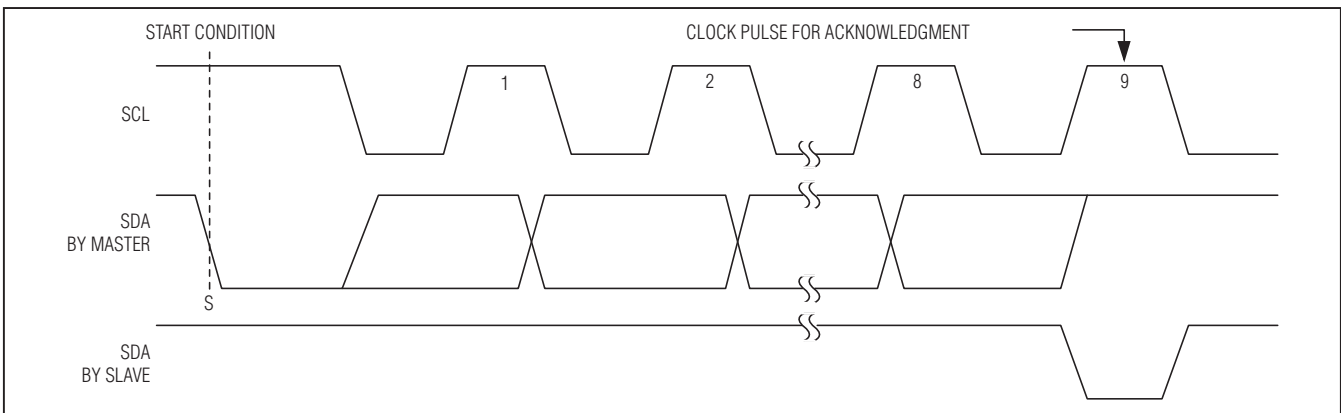 START CONDITION
CLOCK PULSE FOR ACKNOWLEDGMENT
SCL
1
2
8
9
SDA
BY MASTER
S
SDA
BY SLAVE